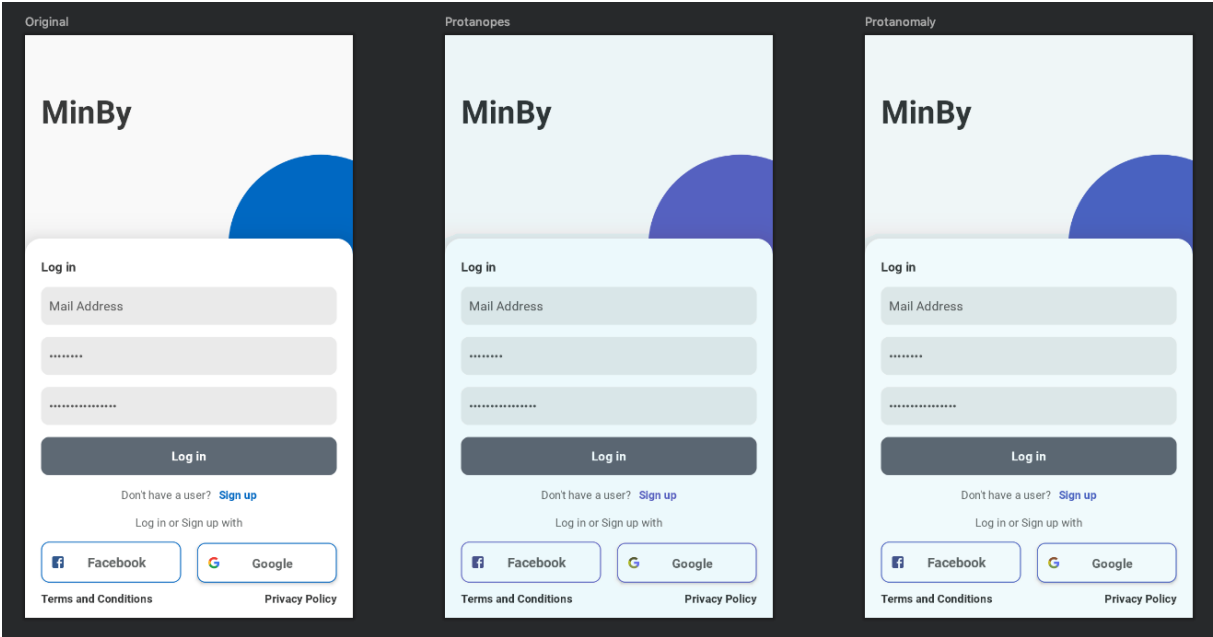 Original
MinBy
Log in
Mail Address
••••••••
••••••••••••••••
Log in
Don't have a user? Sign up
Log in or Sign up with
Facebook Google
Terms and Conditions Privacy Policy
Protanopes
MinBy
Log in
Mail Address
••••••••
••••••••••••••••
Log in
Don't have a user? Sign up
Log in or Sign up with
Facebook Google
Terms and Conditions Privacy Policy
Protanomaly
MinBy
Log in
Mail Address
••••••••
••••••••••••••••
Log in
Don't have a user? Sign up
Log in or Sign up with
Facebook Google
Terms and Conditions Privacy Policy